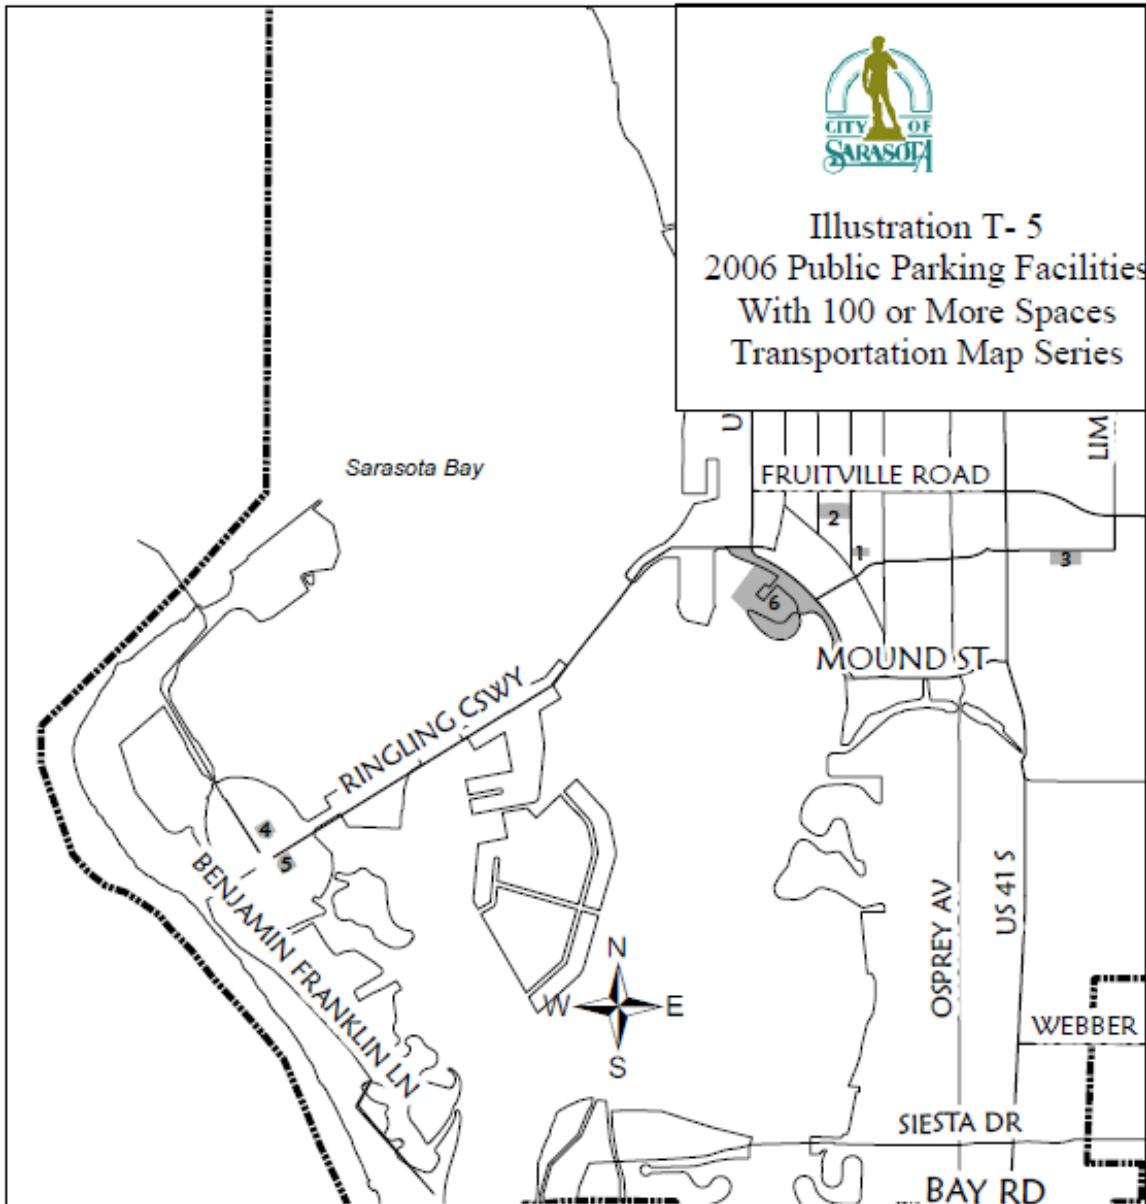 CITY OF
SARASOTA
Illustration T- 5
2006 Public Parking Facilities
With 100 or More Spaces
Transportation Map Series
U
LIM
Sarasota Bay
FRUITVILLE ROAD
2
1
3
6
MOUND ST
RINGLING CSWY
4
5
BENJAMIN FRANKLIN LN
OSPREY AV
US 41 S
N
W
E
S
WEBBER
SIESTA DR
BAY RD